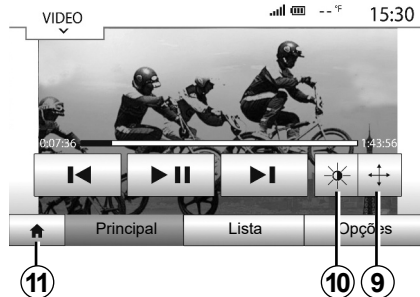 VIDEO
-- °F 15:30
0:07:36 1:43:56
Principal Lista Opções
11 10 9